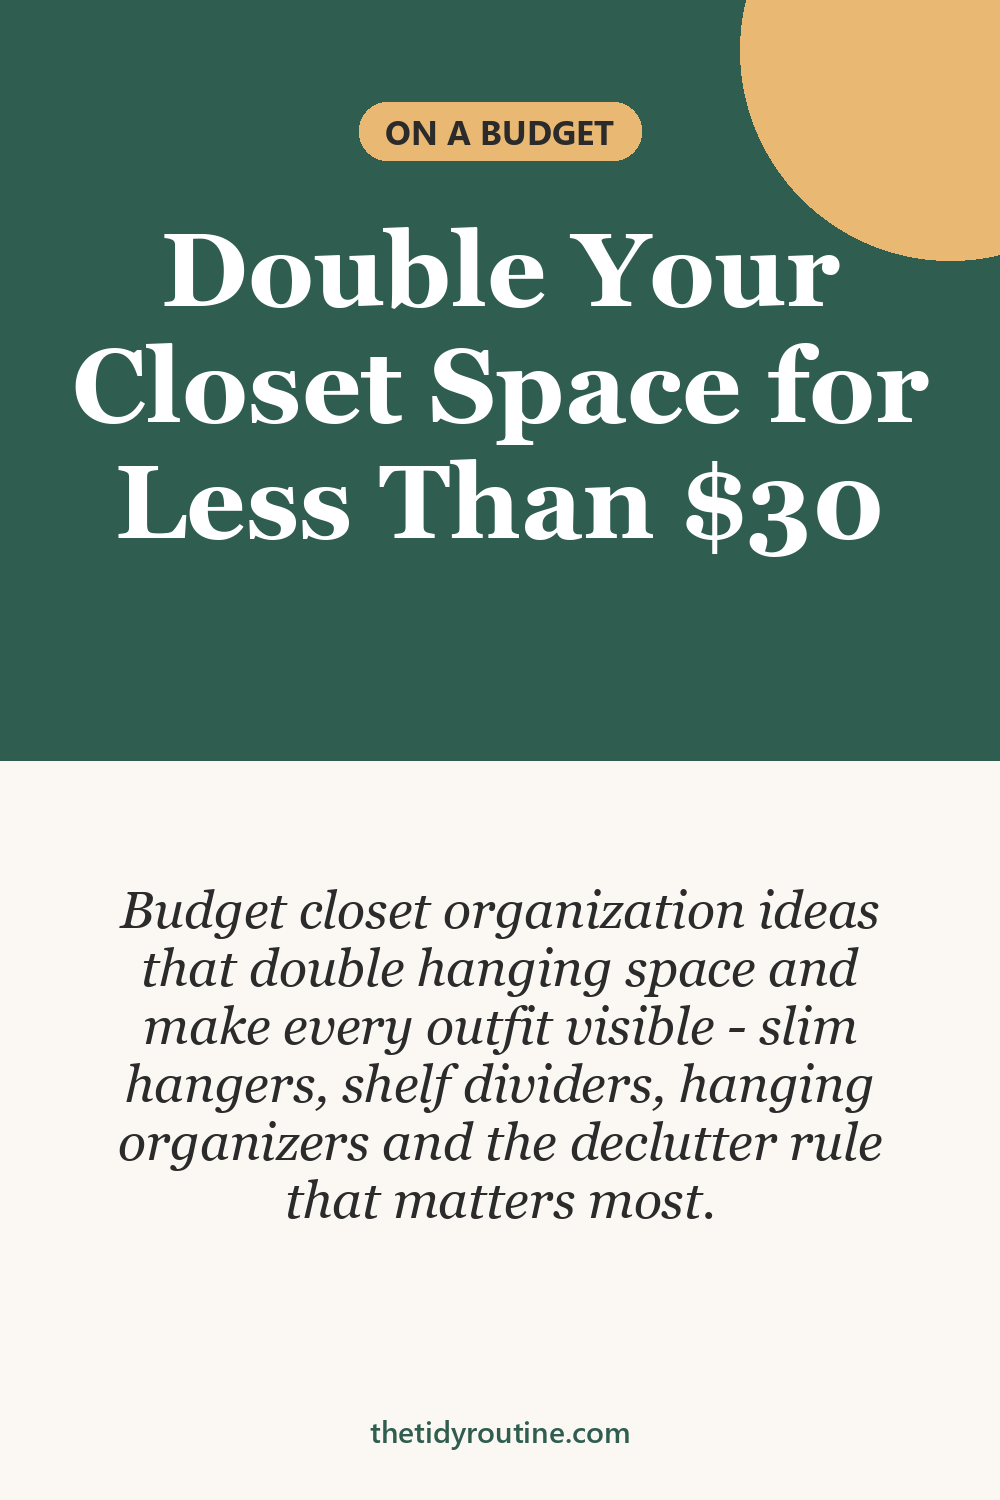 ON A BUDGET
Double Your
Closet Space for
Less Than $30
Budget closet organization ideas
that double hanging space and
make every outfit visible - slim
hangers, shelf dividers, hanging
organizers and the declutter rule
that matters most.
thetidyroutine.com